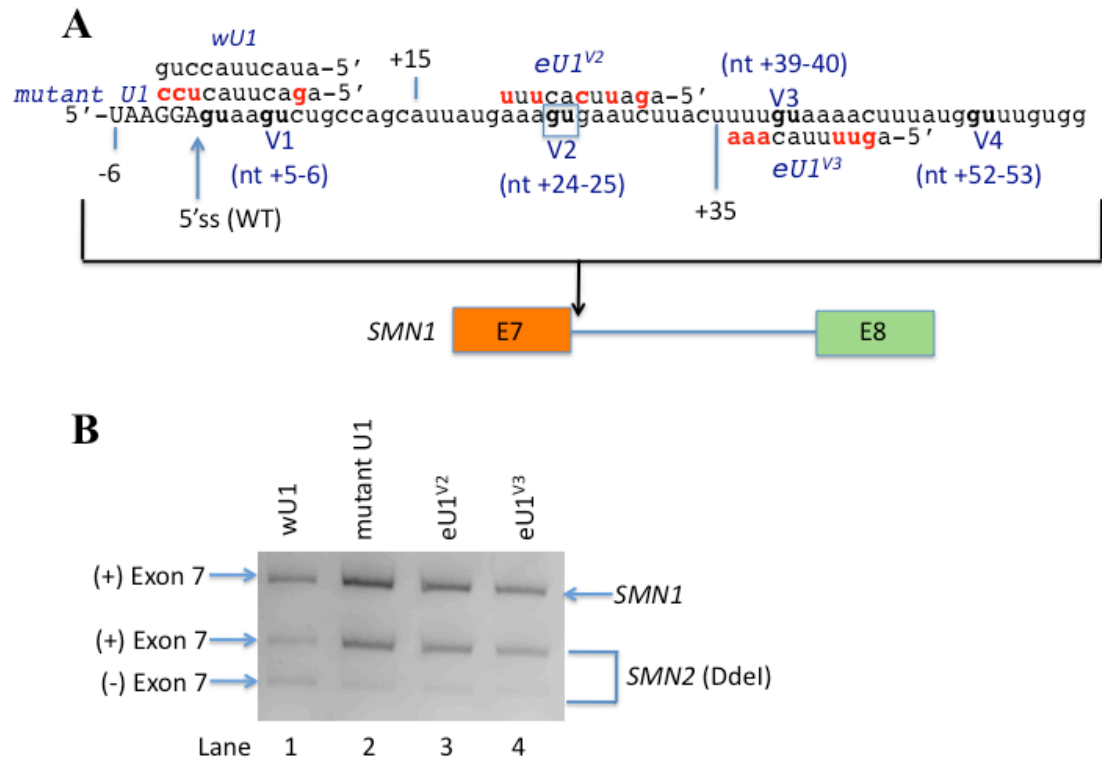 A
wU1
guccauucaua-5’
+15
eU1V2
(nt +39-40)
mutant U1
ccucauucaga-5’
uuucacuuaga-5’
V3
5’-UAAGGAguaagucugccagcauuaugaaagugaaucuuacuuuuguaaaacuuuaugguuugugg
V1
V2
aaacauuuuga-5’
V4
-6
(nt +5-6)
(nt +24-25)
eU1V3
(nt +52-53)
5’ss (WT)
+35
SMN1
E7
E8
B
wU1
mutant U1
eU1V2
eU1V3
(+) Exon 7
SMN1
(+) Exon 7
(-) Exon 7
SMN2 (DdeI)
Lane 1 2 3 4